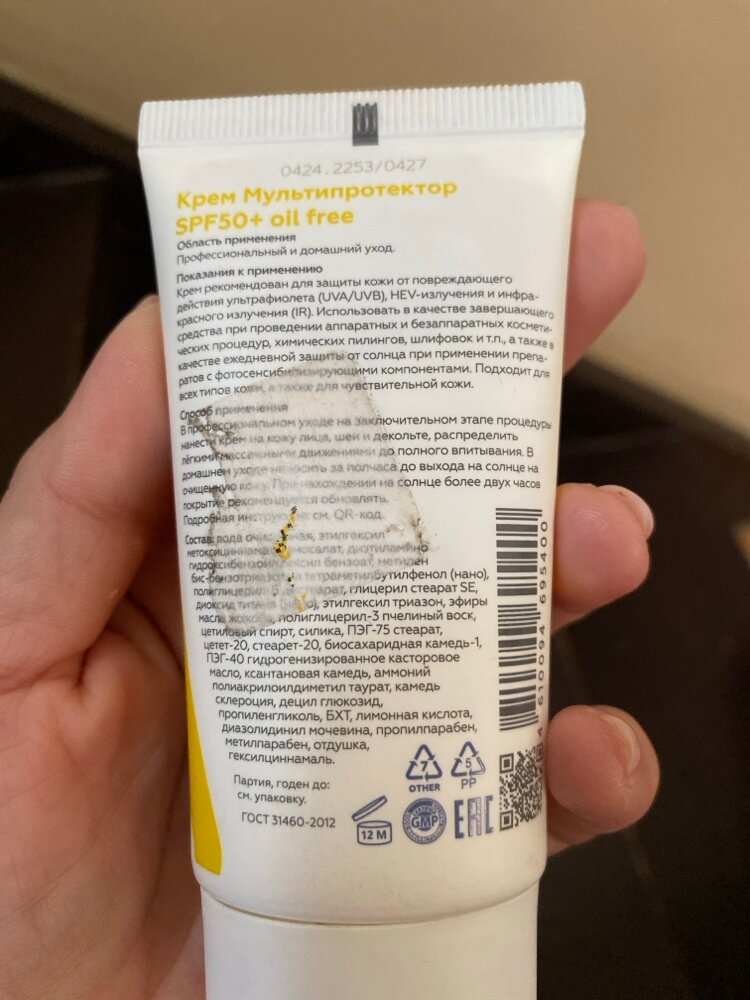 0424.2253/0427
Крем Мультипротектор
SPF50+ oil free
Область применения
Профессиональный и домашний уход.
Показания к применению
Крем рекомендован для защиты кожи от повреждающего
действия ультрафиолета (UVA/UVB), HEV-излучения и инфра-
красного излучения (IR). Использовать в качестве завершающего
средства при проведении аппаратных и безаппаратных космети-
ческих процедур, химических пилингов, шлифовок и т.п., а также в
качестве ежедневной защиты от солнца при применении препа-
ратов с фотосенсибилизирующими компонентами. Подходит для
всех типов кожи, а также для чувствительной кожи.
Способ применения
В профессиональном уходе на заключительном этапе процедуры
нанести крем на кожу лица, шеи и декольте, распределить
лёгкими массажными движениями до полного впитывания. В
домашнем уходе наносить за полчаса до выхода на солнце на
очищенную кожу. При нахождении на солнце более двух часов
покрытие рекомендуется обновлять.
Подробная инструкция: см. QR-код.
Состав: вода очищенная, этилгексил
метоксициннамат, диэтиламино
гидроксибензоил гексил бензоат, метилен
бис-бензотриазолил тетраметилбутилфенол (нано),
полиглицерил глицерил стеарат SE,
диоксид титана этилгексил триазон, эфиры
масла жожоба, полиглицерил-3 пчелиный воск,
цетиловый спирт, силика, ПЭГ-75 стеарат,
цетет-20, стеарет-20, биосахаридная камедь-1,
ПЭГ-40 гидрогенизированное касторовое
масло, ксантановая камедь, аммоний
полиакрилоилдиметил таурат, камедь
склероция, децил глюкозид,
пропиленгликоль, БХТ, лимонная кислота,
диазолидинил мочевина, пропилпарабен,
метилпарабен, отдушка,
гексилциннамаль.
Партия, годен до:
см. упаковку.
ГОСТ 31460-2012
7
OTHER
5
PP
12 M
GMP
EAC
4 610094 695400